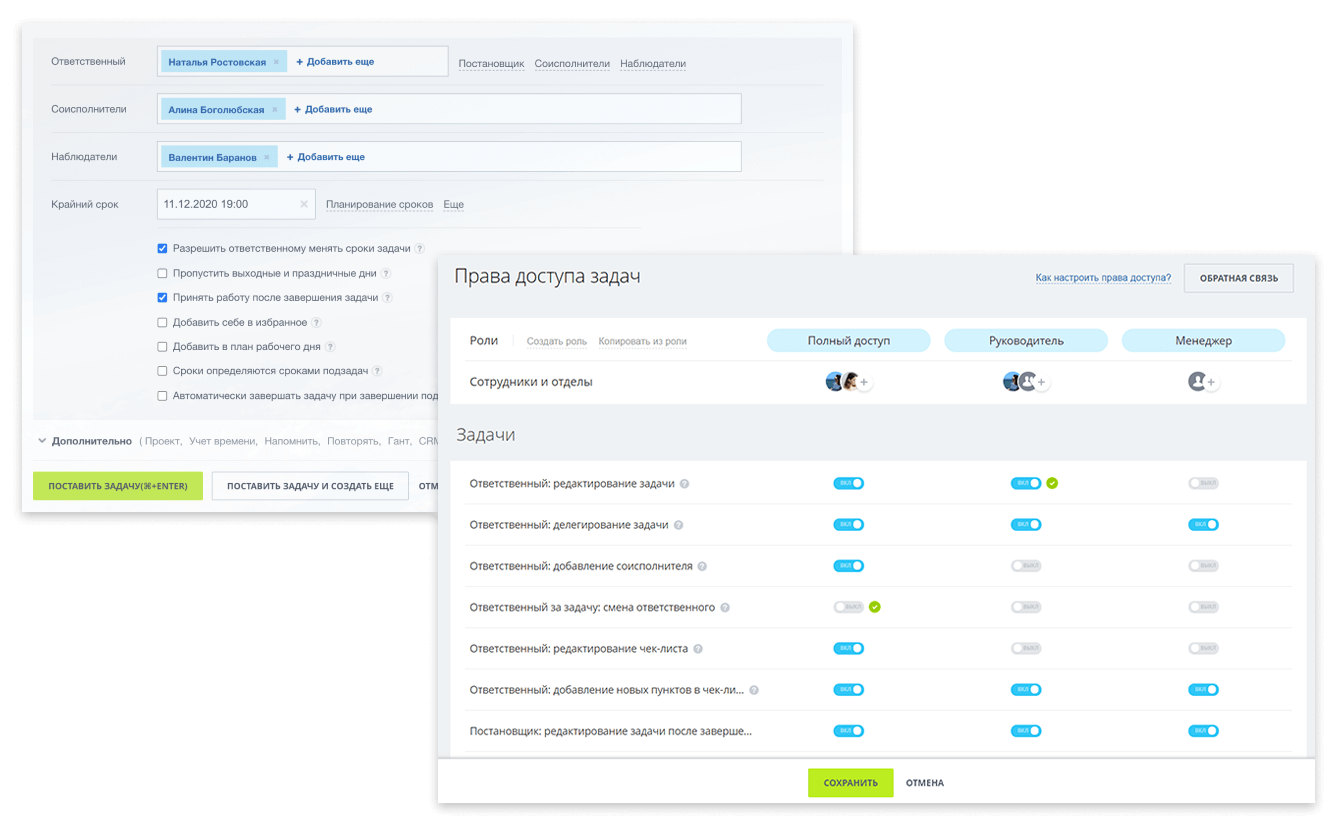 Ответственный Наталья Ростовская × + Добавить еще Постановщик Соисполнители Наблюдатели
Соисполнители Алина Боголюбская × + Добавить еще
Наблюдатели Валентин Баранов × + Добавить еще
Крайний срок 11.12.2020 19:00 × Планирование сроков Еще
Разрешить ответственному менять сроки задачи ?
Пропустить выходные и праздничные дни ?
Принять работу после завершения задачи ?
Добавить себе в избранное ?
Добавить в план рабочего дня ?
Сроки определяются сроками подзадач ?
Автоматически завершать задачу при завершении под
Дополнительно ( Проект, Учет времени, Напомнить, Повторять, Гант, CRM
ПОСТАВИТЬ ЗАДАЧУ(⌘+ENTER) ПОСТАВИТЬ ЗАДАЧУ И СОЗДАТЬ ЕЩЕ ОТМ
Права доступа задач Как настроить права доступа? ОБРАТНАЯ СВЯЗЬ
Роли Создать роль Копировать из роли Полный доступ Руководитель Менеджер
Сотрудники и отделы + + +
Задачи
Ответственный: редактирование задачи ? ВКЛ ВКЛ ВЫКЛ
Ответственный: делегирование задачи ? ВКЛ ВКЛ ВКЛ
Ответственный: добавление соисполнителя ? ВКЛ ВЫКЛ ВЫКЛ
Ответственный за задачу: смена ответственного ? ВЫКЛ ВЫКЛ ВЫКЛ
Ответственный: редактирование чек-листа ? ВКЛ ВЫКЛ ВЫКЛ
Ответственный: добавление новых пунктов в чек-ли... ? ВКЛ ВКЛ ВКЛ
Постановщик: редактирование задачи после заверше... ВКЛ ВКЛ ВКЛ
СОХРАНИТЬ ОТМЕНА